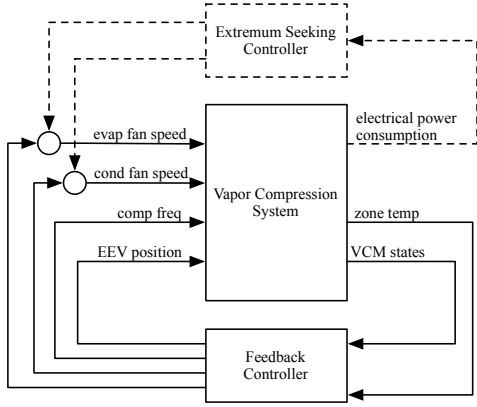 Extremum Seeking
Controller
electrical power
consumption
evap fan speed
cond fan speed
Vapor Compression
System
comp freq
zone temp
EEV position
VCM states
Feedback
Controller